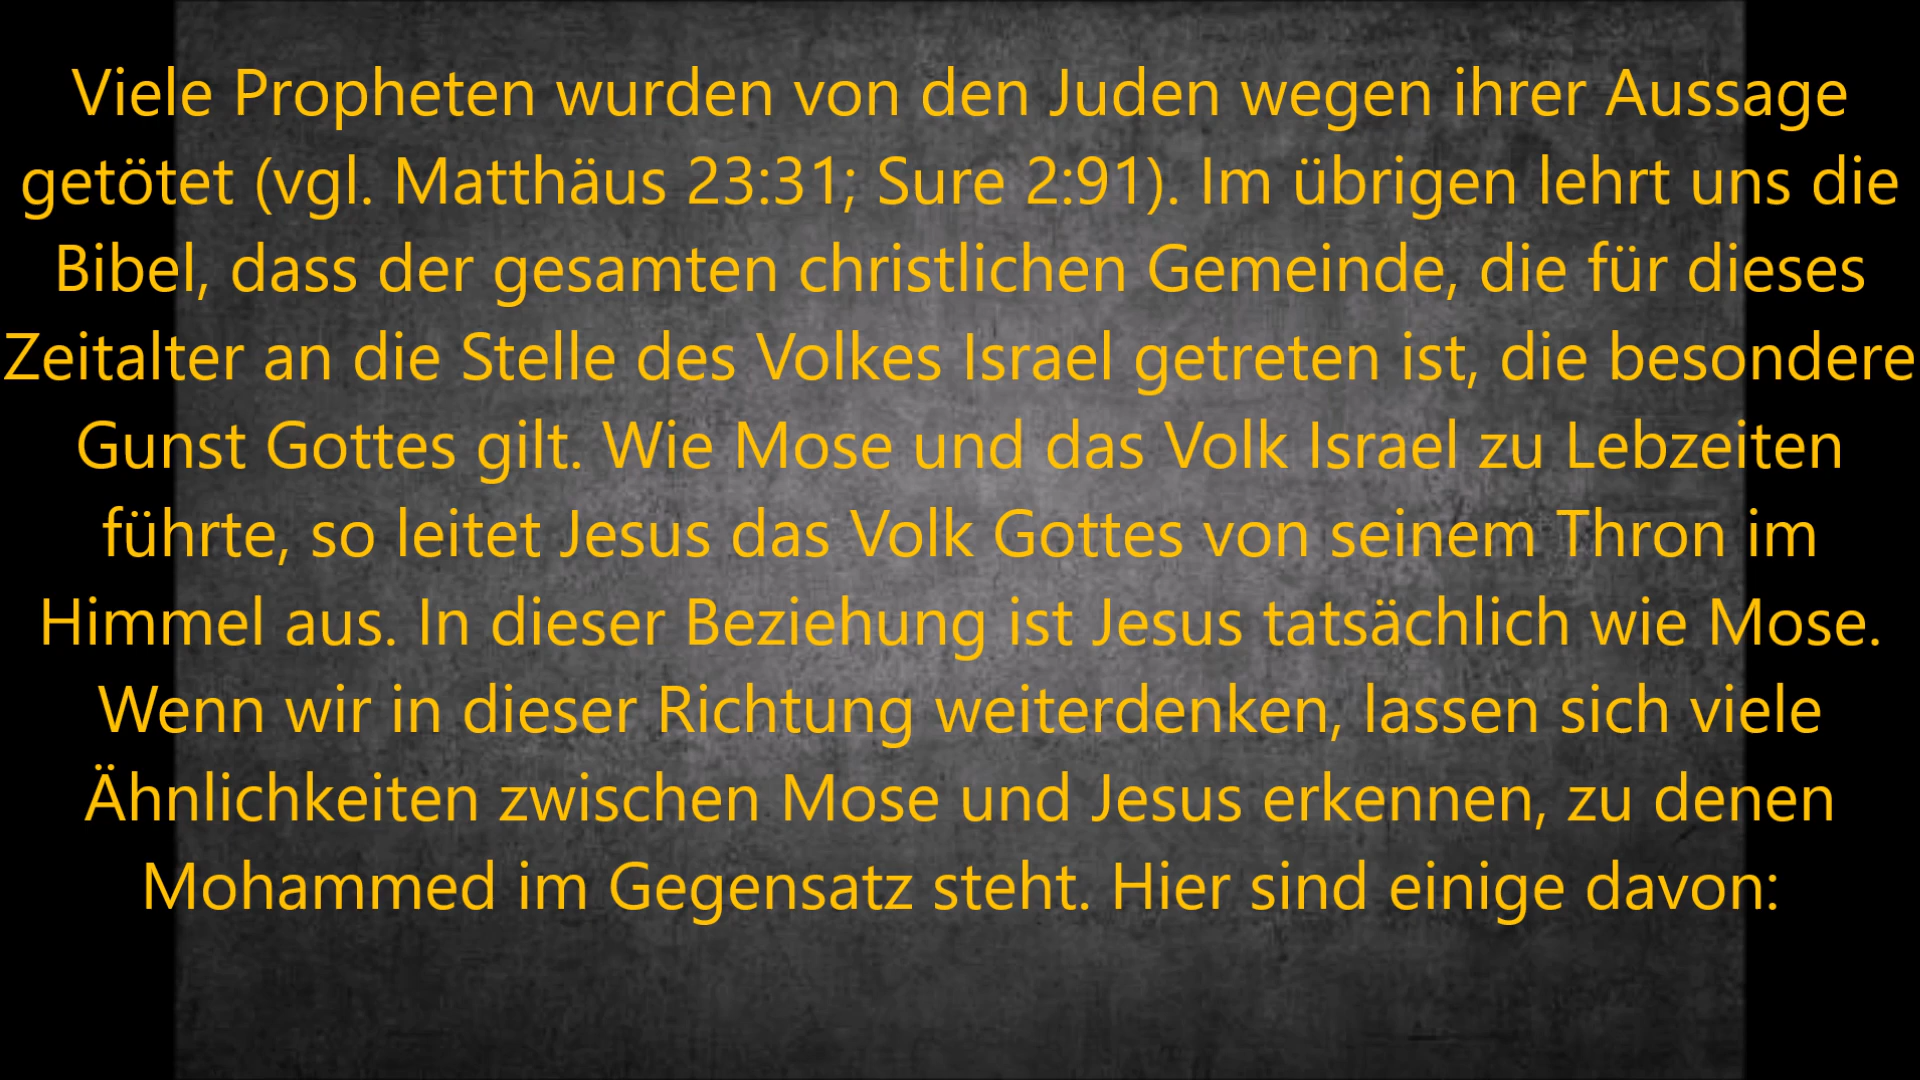 Viele Propheten wurden von den Juden wegen ihrer Aussage
getötet (vgl. Matthäus 23:31; Sure 2:91). Im übrigen lehrt uns die
Bibel, dass der gesamten christlichen Gemeinde, die für dieses
Zeitalter an die Stelle des Volkes Israel getreten ist, die besondere
Gunst Gottes gilt. Wie Mose und das Volk Israel zu Lebzeiten
führte, so leitet Jesus das Volk Gottes von seinem Thron im
Himmel aus. In dieser Beziehung ist Jesus tatsächlich wie Mose.
Wenn wir in dieser Richtung weiterdenken, lassen sich viele
Ähnlichkeiten zwischen Mose und Jesus erkennen, zu denen
Mohammed im Gegensatz steht. Hier sind einige davon: